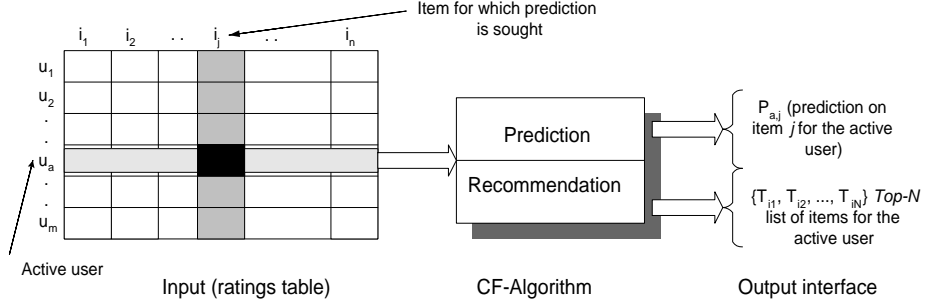 Item for which prediction
is sought
i1 i2 . . ij . . in
u1
u2
.
.
ua
.
.
um
Active user
Prediction
Recommendation
Pa,j (prediction on
item j for the active
user)
{Ti1, Ti2, ..., TiN} Top-N
list of items for the
active user
Input (ratings table) CF-Algorithm Output interface